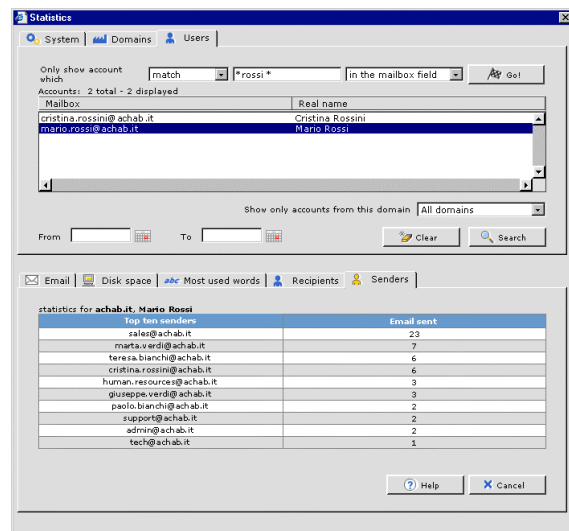 Statistics
System Domains Users
Only show account which match *rossi * in the mailbox field Go!
Accounts: 2 total - 2 displayed
Mailbox Real name
cristina.rossini@achab.it Cristina Rossini
mario.rossi@achab.it Mario Rossi
Show only accounts from this domain All domains
From To Clear Search
Email Disk space abc Most used words Recipients Senders
statistics for achab.it, Mario Rossi
Top ten senders Email sent
sales@achab.it 23
marta.verdi@achab.it 7
teresa.bianchi@achab.it 6
cristina.rossini@achab.it 6
human.resources@achab.it 3
giuseppe.verdi@achab.it 3
paolo.bianchi@achab.it 2
support@achab.it 2
admin@achab.it 2
tech@achab.it 1
? Help X Cancel